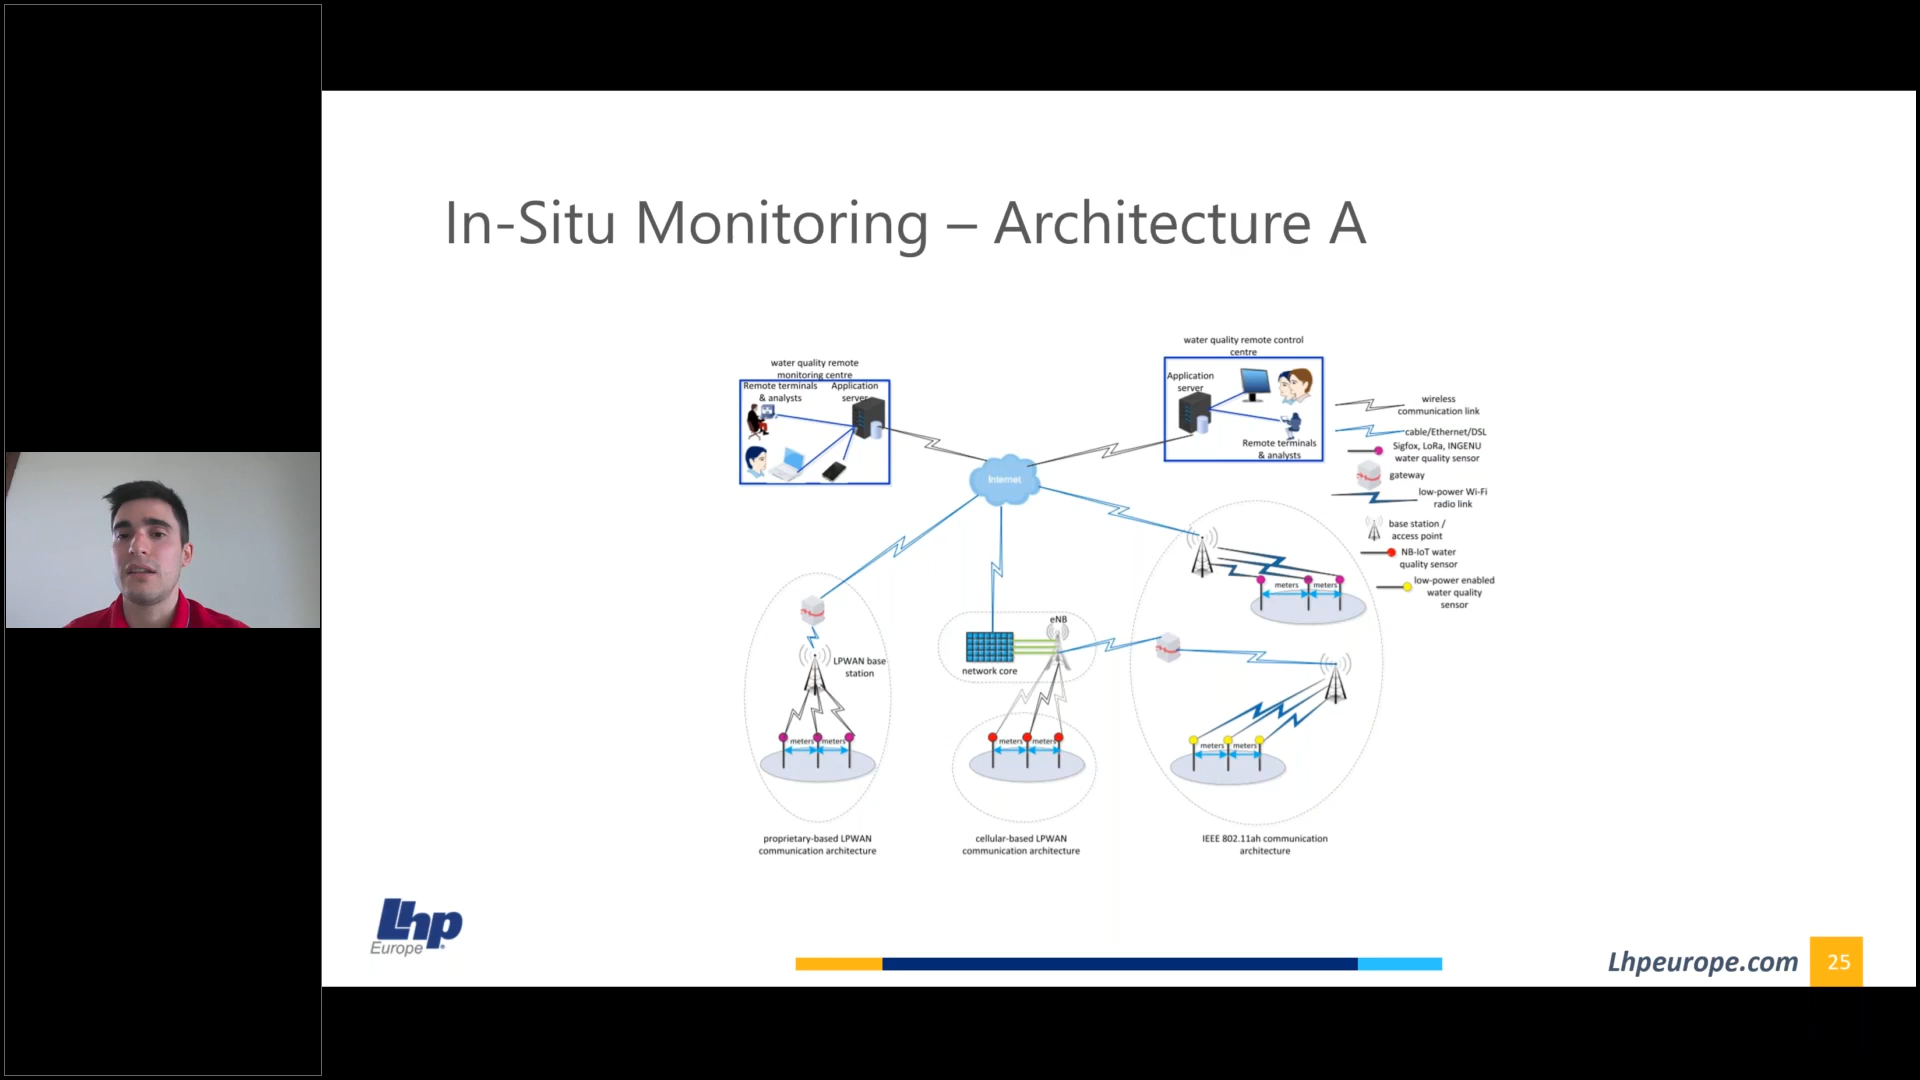 In-Situ Monitoring – Architecture A
water quality remote
monitoring centre
Remote terminals
& analysts
Application
server
water quality remote control
centre
Application
server
Remote terminals
& analysts
Internet
wireless
communication link
cable/Ethernet/DSL
Sigfox, LoRa, INGENU
water quality sensor
gateway
low-power Wi-Fi
radio link
base station /
access point
NB-IoT water
quality sensor
low-power enabled
water quality
sensor
LPWAN base
station
meters meters
proprietary-based LPWAN
communication architecture
eNB
network core
meters meters
cellular-based LPWAN
communication architecture
meters meters
meters meters
IEEE 802.11ah communication
architecture
Lhp
Europe
Lhpeurope.com
25